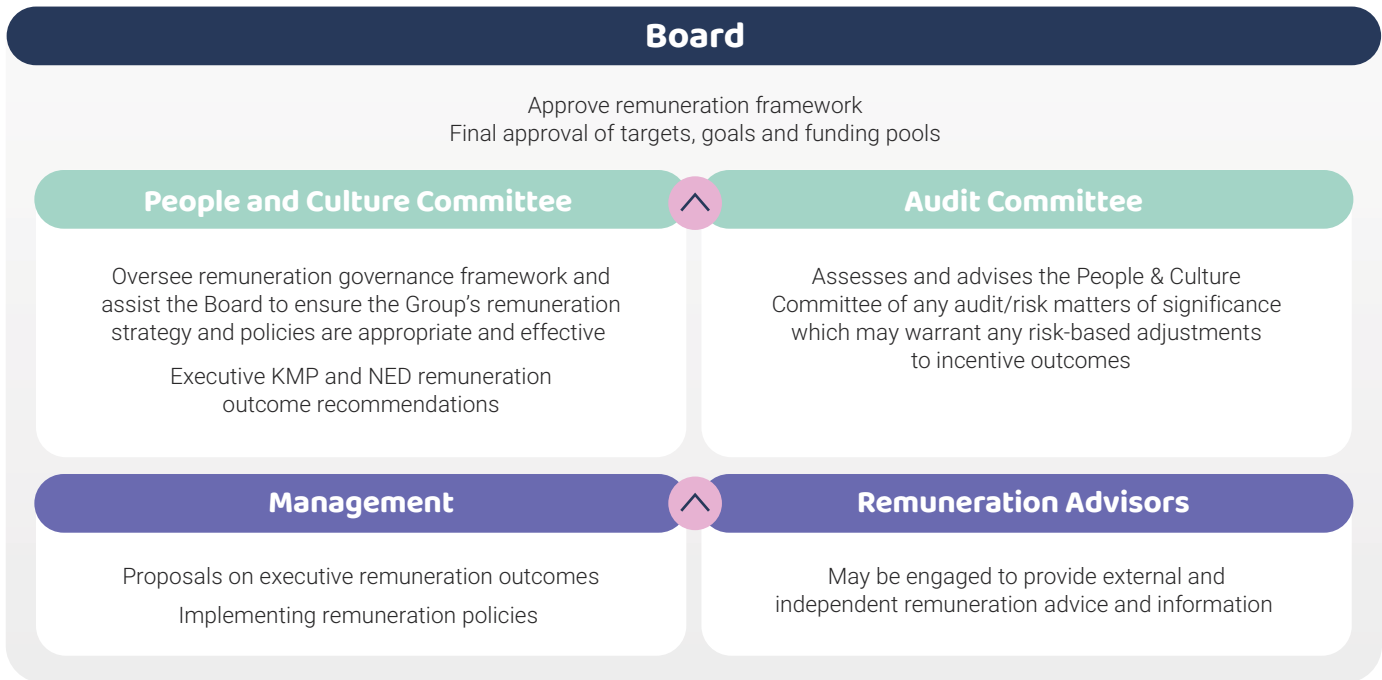 Board
Approve remuneration framework
Final approval of targets, goals and funding pools
People and Culture Committee
Oversee remuneration governance framework and
assist the Board to ensure the Group’s remuneration
strategy and policies are appropriate and effective
Executive KMP and NED remuneration
outcome recommendations
Audit Committee
Assesses and advises the People & Culture
Committee of any audit/risk matters of significance
which may warrant any risk-based adjustments
to incentive outcomes
Management
Proposals on executive remuneration outcomes
Implementing remuneration policies
Remuneration Advisors
May be engaged to provide external and
independent remuneration advice and information